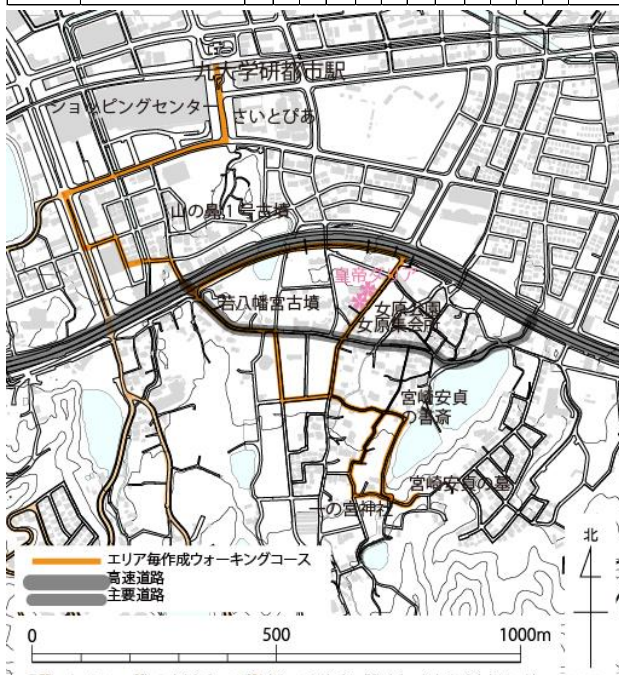 九大学研都市駅
ショッピングセンター
さいとぴあ
山の鼻1号古墳
皇帝ダリア
若八幡宮古墳
女原公園
女原集会所
宮崎安貞
の書斎
宮崎安貞の墓
一の宮神社
エリア毎作成ウォーキングコース
高速道路
主要道路
北
0 500 1000m